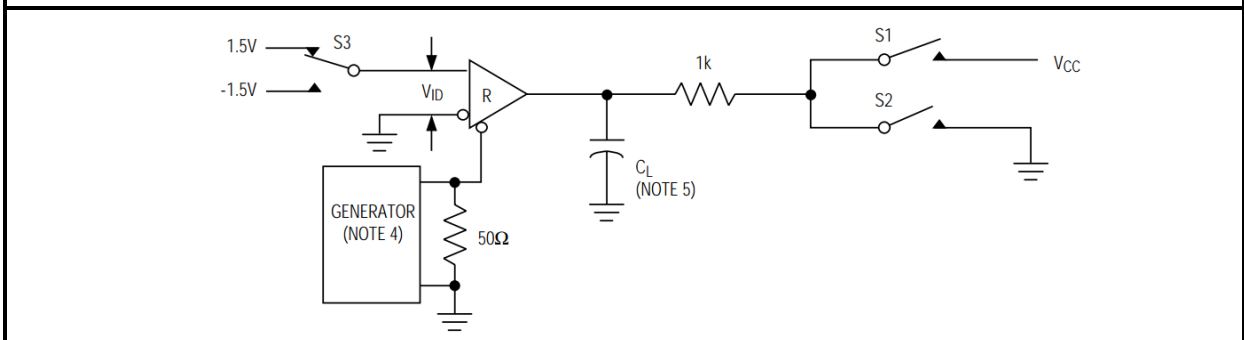 1.5V
S3
-1.5V
VID
R
1k
S1
VCC
S2
CL
(NOTE 5)
GENERATOR
(NOTE 4)
50Ω